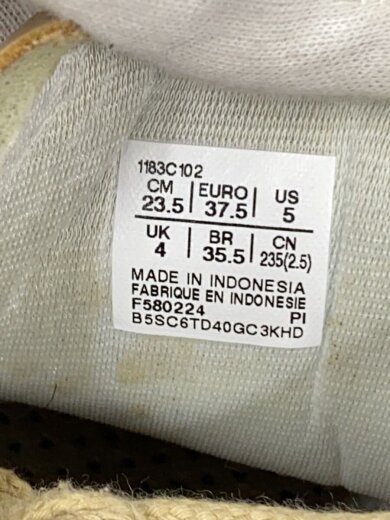 1183C102
CM EURO US
23.5 37.5 5
UK BR CN
4 35.5 235(2.5)
MADE IN INDONESIA
FABRIQUE EN INDONESIE
F580224 PI
B5SC6TD40GC3KHD